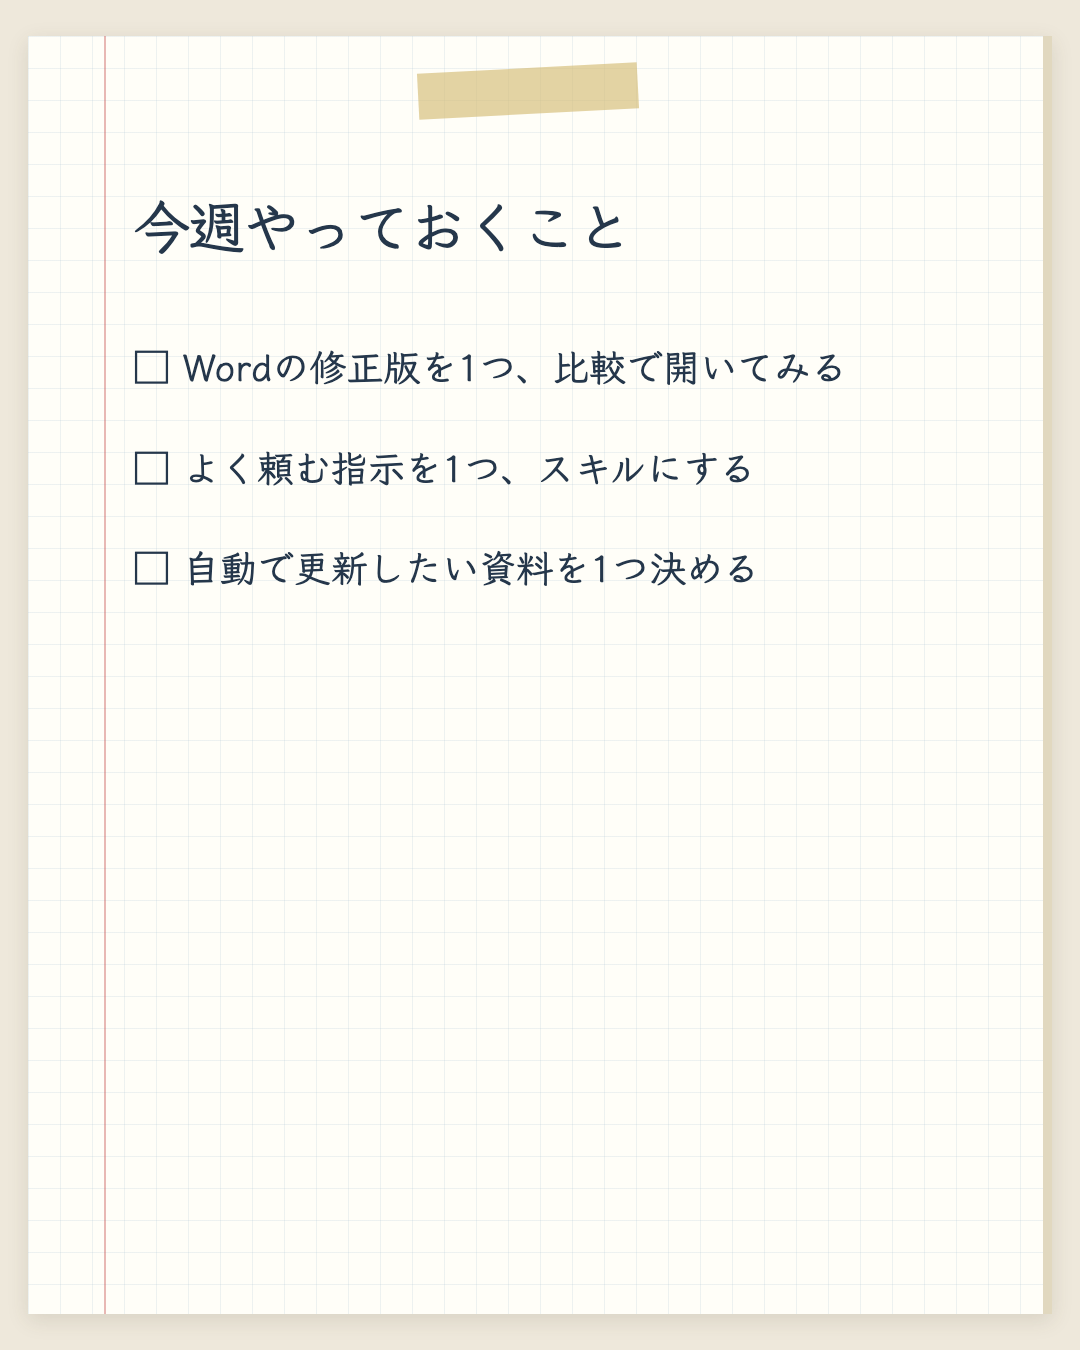 今週やっておくこと
□ Wordの修正版を1つ、比較で開いてみる
□ よく頼む指示を1つ、スキルにする
□ 自動で更新したい資料を1つ決める